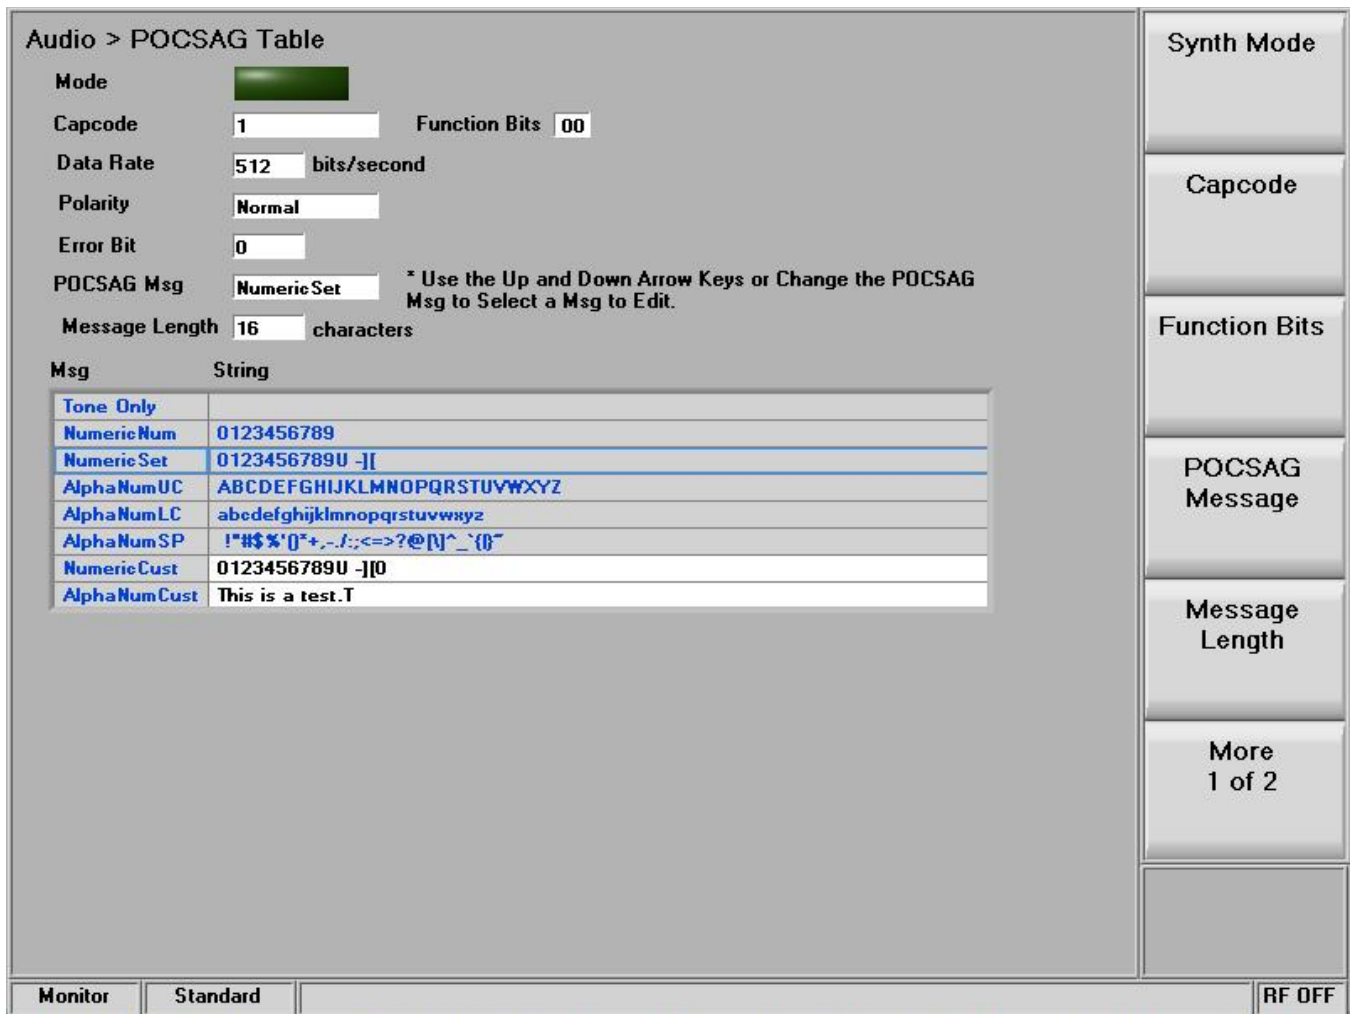 Audio > POCSAG Table
Mode
Capcode 1 Function Bits 00
Data Rate 512 bits/second
Polarity Normal
Error Bit 0
POCSAG Msg NumericSet * Use the Up and Down Arrow Keys or Change the POCSAG
Msg to Select a Msg to Edit.
Message Length 16 characters
Msg String
Tone Only
NumericNum 0123456789
NumericSet 0123456789U -][
AlphaNumUC ABCDEFGHIJKLMNOPQRSTUVWXYZ
AlphaNumLC abcdefghijklmnopqrstuvwxyz
AlphaNumSP !"#$%'()*+,-./:;<=>?@[\]^_`{|}~
NumericCust 0123456789U -][0
AlphaNumCust This is a test.T
Synth Mode
Capcode
Function Bits
POCSAG
Message
Message
Length
More
1 of 2
Monitor Standard RF OFF